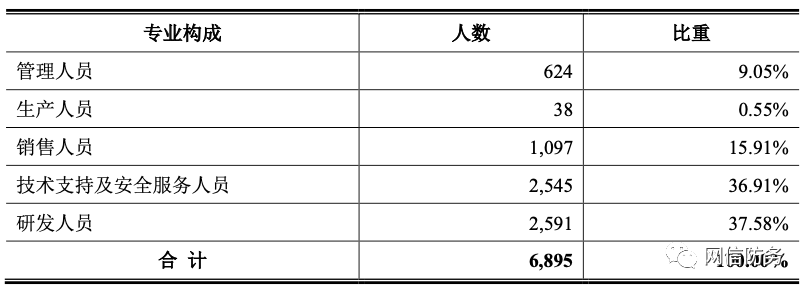 专业构成 人数 比重
管理人员 624 9.05%
生产人员 38 0.55%
销售人员 1,097 15.91%
技术支持及安全服务人员 2,545 36.91%
研发人员 2,591 37.58%
合 计 6,895 100.00%
网信防务